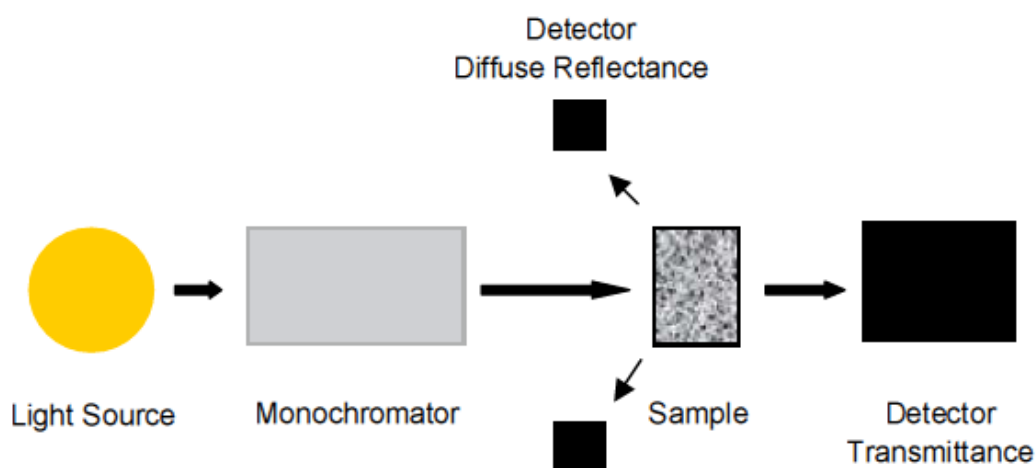 Detector
Diffuse Reflectance
Light Source
Monochromator
Sample
Detector
Transmittance